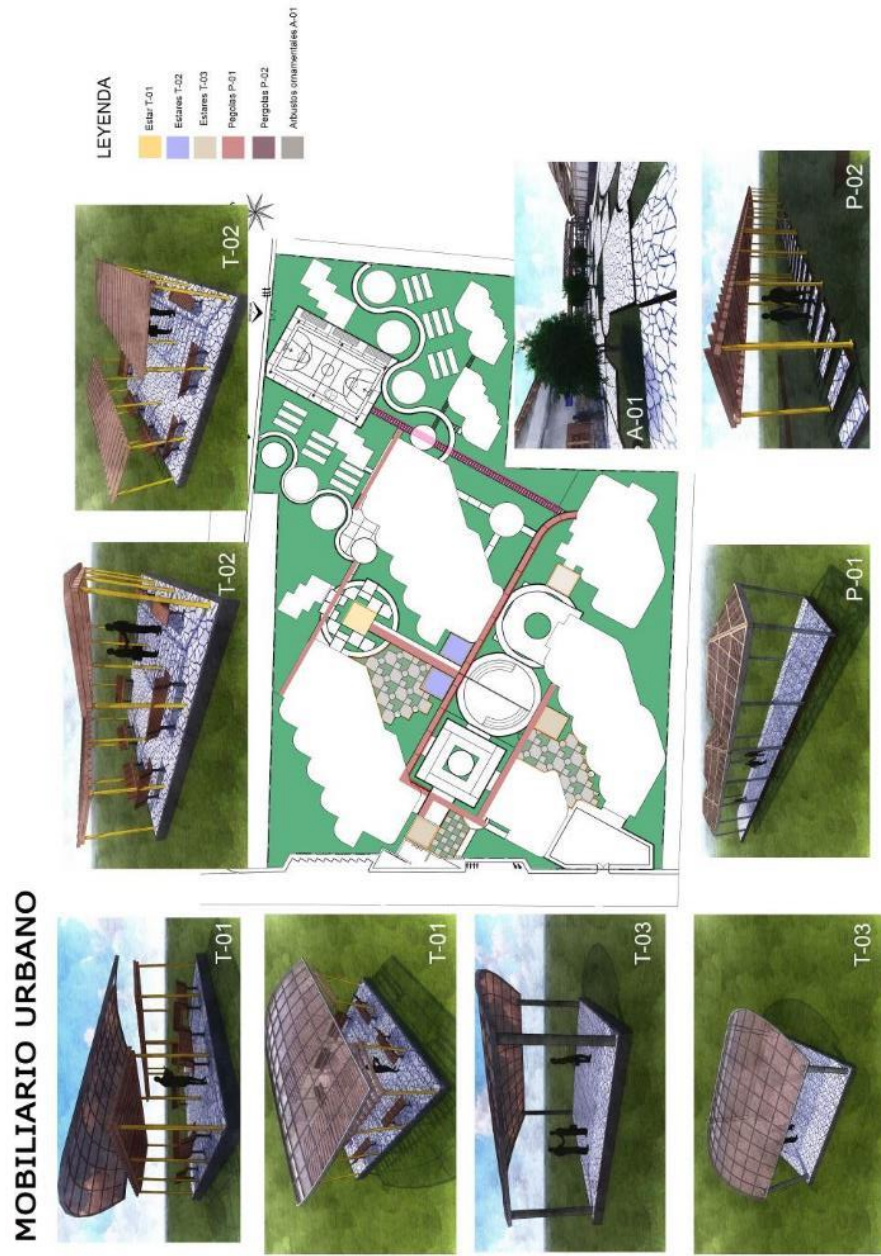 MOBILIARIO URBANO
LEYENDA
Estar T-01
Estares T-02
Estares T-03
Pegolas P-01
Pergolas P-02
Arbustos ornamentales A-01
T-01
T-02
T-02
T-01
T-03
T-03
P-01
A-01
P-02